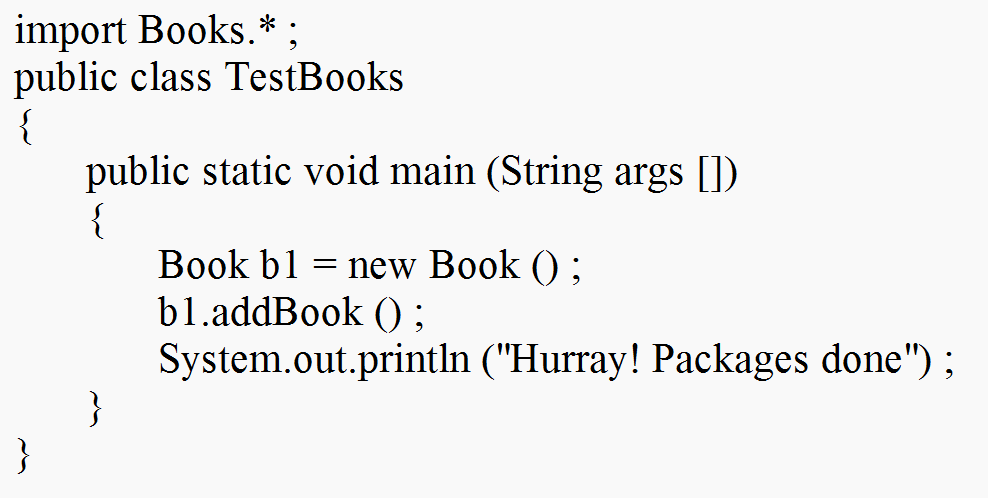 import Books.* ;
public class TestBooks
{
public static void main (String args [])
{
Book b1 = new Book () ;
b1.addBook () ;
System.out.println ("Hurray! Packages done") ;
}
}